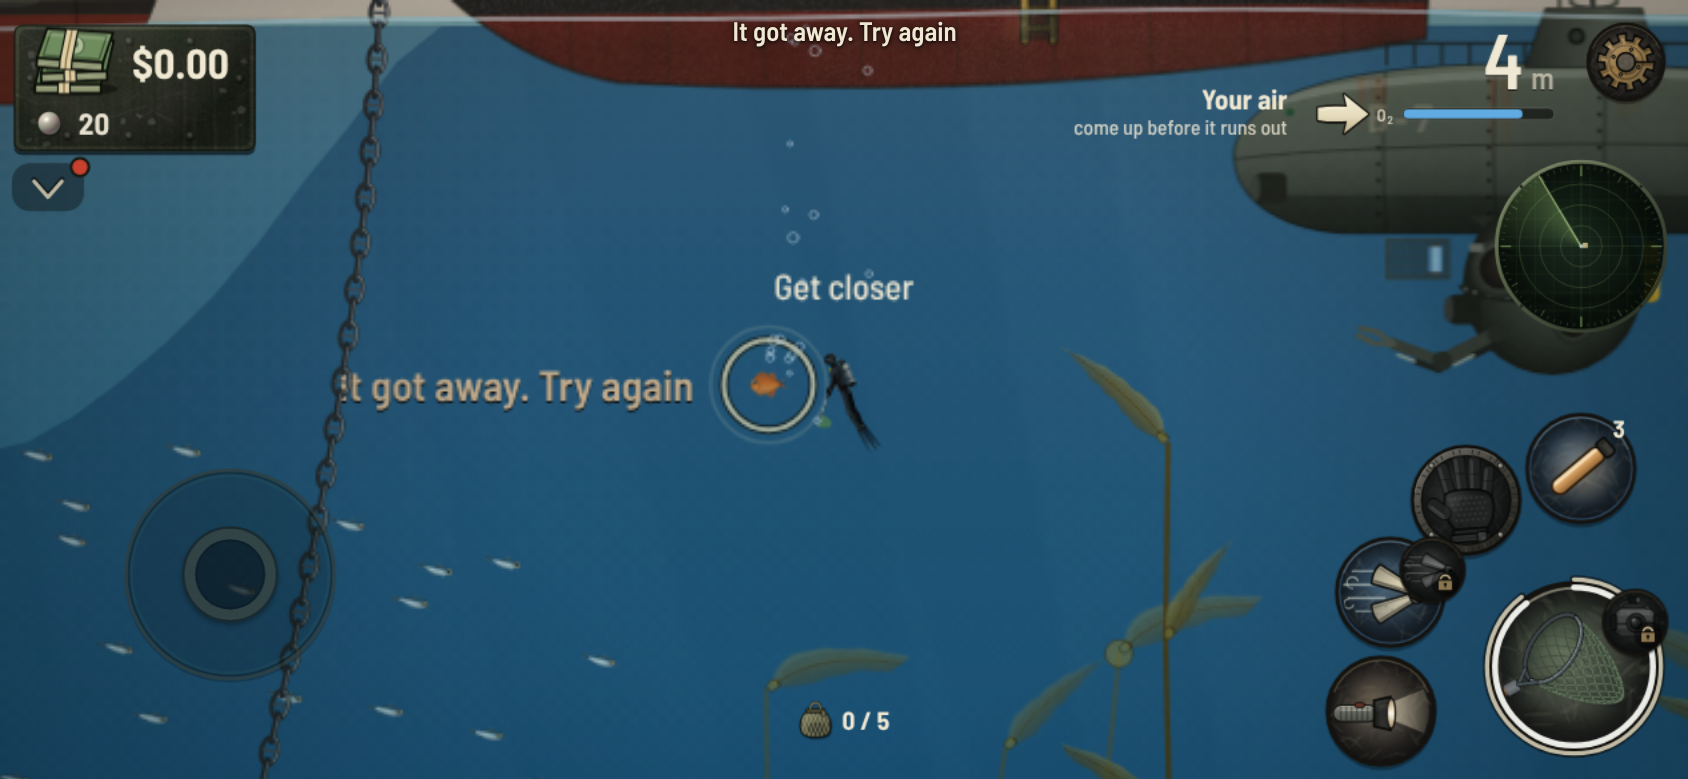 It got away. Try again
$0.00
20
4 m
Your air
come up before it runs out
O₂
Get closer
It got away. Try again
3
0 / 5